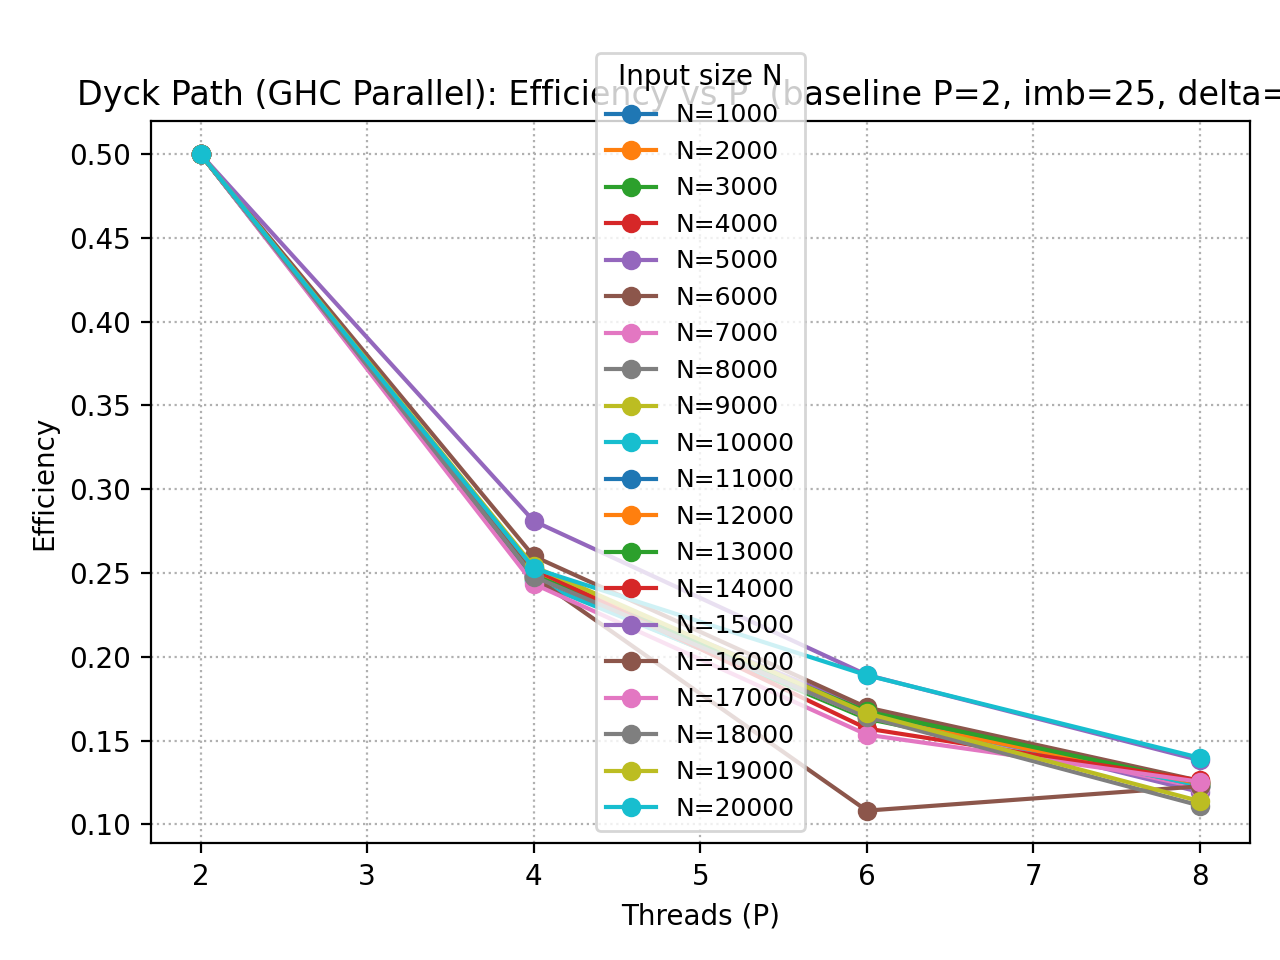 Dyck Path (GHC Parallel): Efficiency vs P (baseline P=2, imb=25, delta=
Input size N
N=1000
N=2000
N=3000
N=4000
N=5000
N=6000
N=7000
N=8000
N=9000
N=10000
N=11000
N=12000
N=13000
N=14000
N=15000
N=16000
N=17000
N=18000
N=19000
N=20000
Efficiency
0.50
0.45
0.40
0.35
0.30
0.25
0.20
0.15
0.10
2 3 4 5 6 7 8
Threads (P)